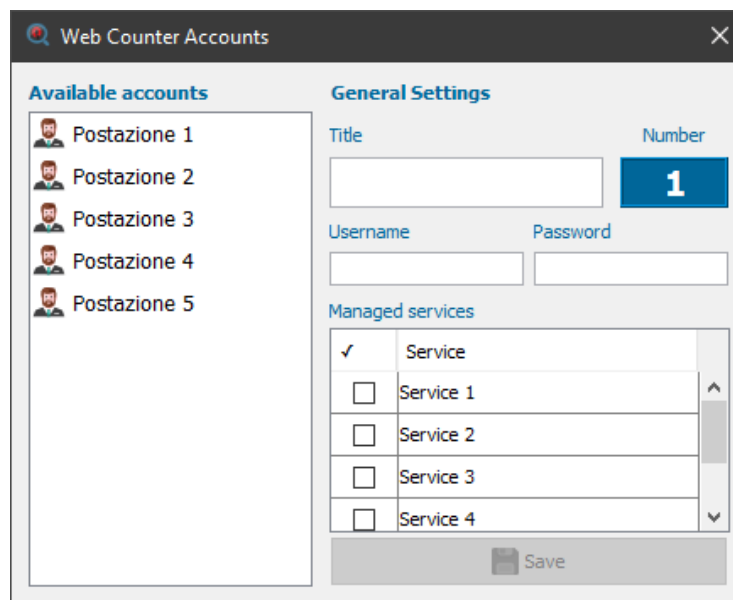 Web Counter Accounts
Available accounts
Postazione 1
Postazione 2
Postazione 3
Postazione 4
Postazione 5
General Settings
Title
Number
1
Username
Password
Managed services
✓ Service
Service 1
Service 2
Service 3
Service 4
Save